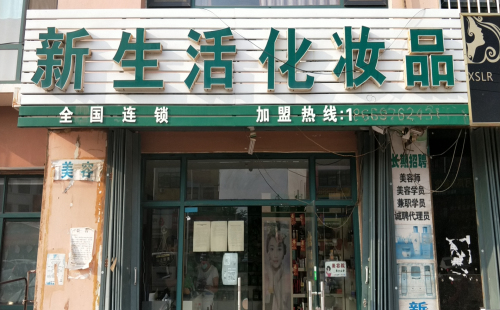 新生活化妆品
全国连锁 加盟热线:1
XSLR
美容
长期招聘
美容师
美容学员
兼职学员
诚聘代理员
新